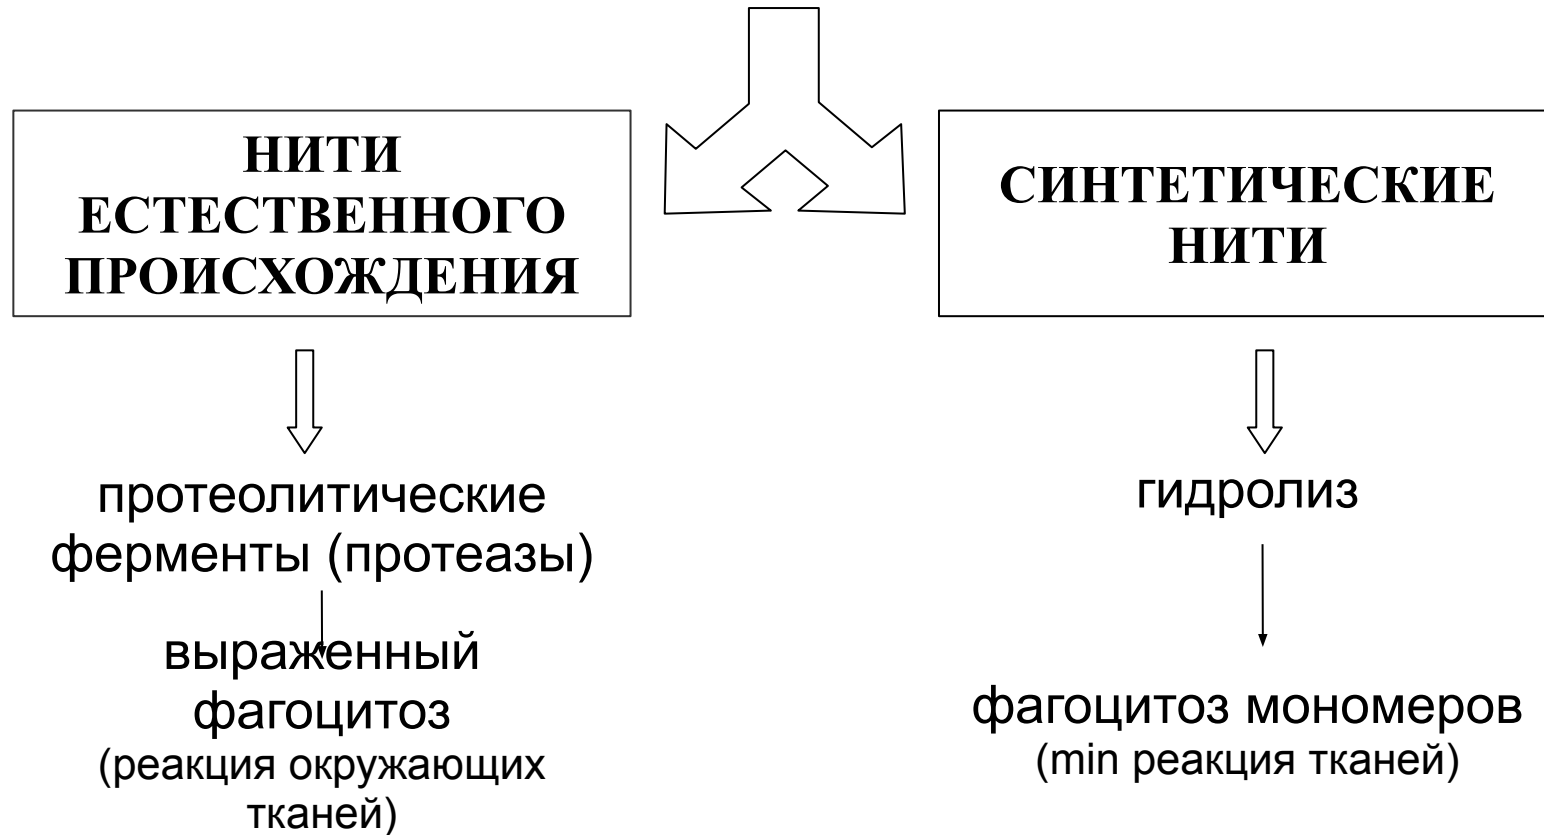 НИТИ
ЕСТЕСТВЕННОГО
ПРОИСХОЖДЕНИЯ
протеолитические
ферменты (протеазы)
выраженный
фагоцитоз
(реакция окружающих
тканей)
СИНТЕТИЧЕСКИЕ
НИТИ
гидролиз
фагоцитоз мономеров
(min реакция тканей)